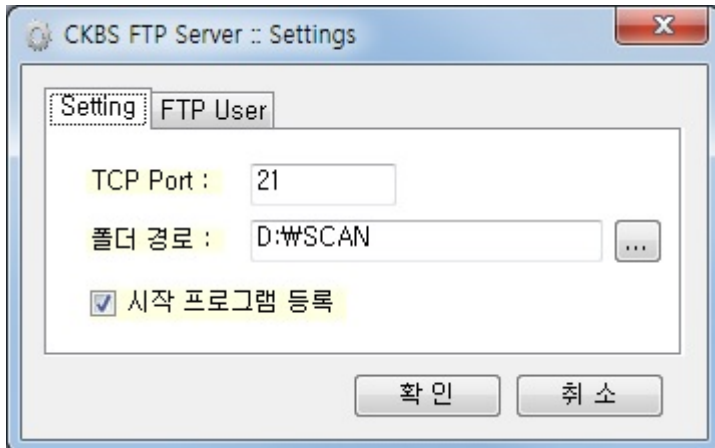 CKBS FTP Server :: Settings
Setting FTP User
TCP Port : 21
폴더 경로 : D:₩SCAN ...
시작 프로그램 등록
확 인 취 소